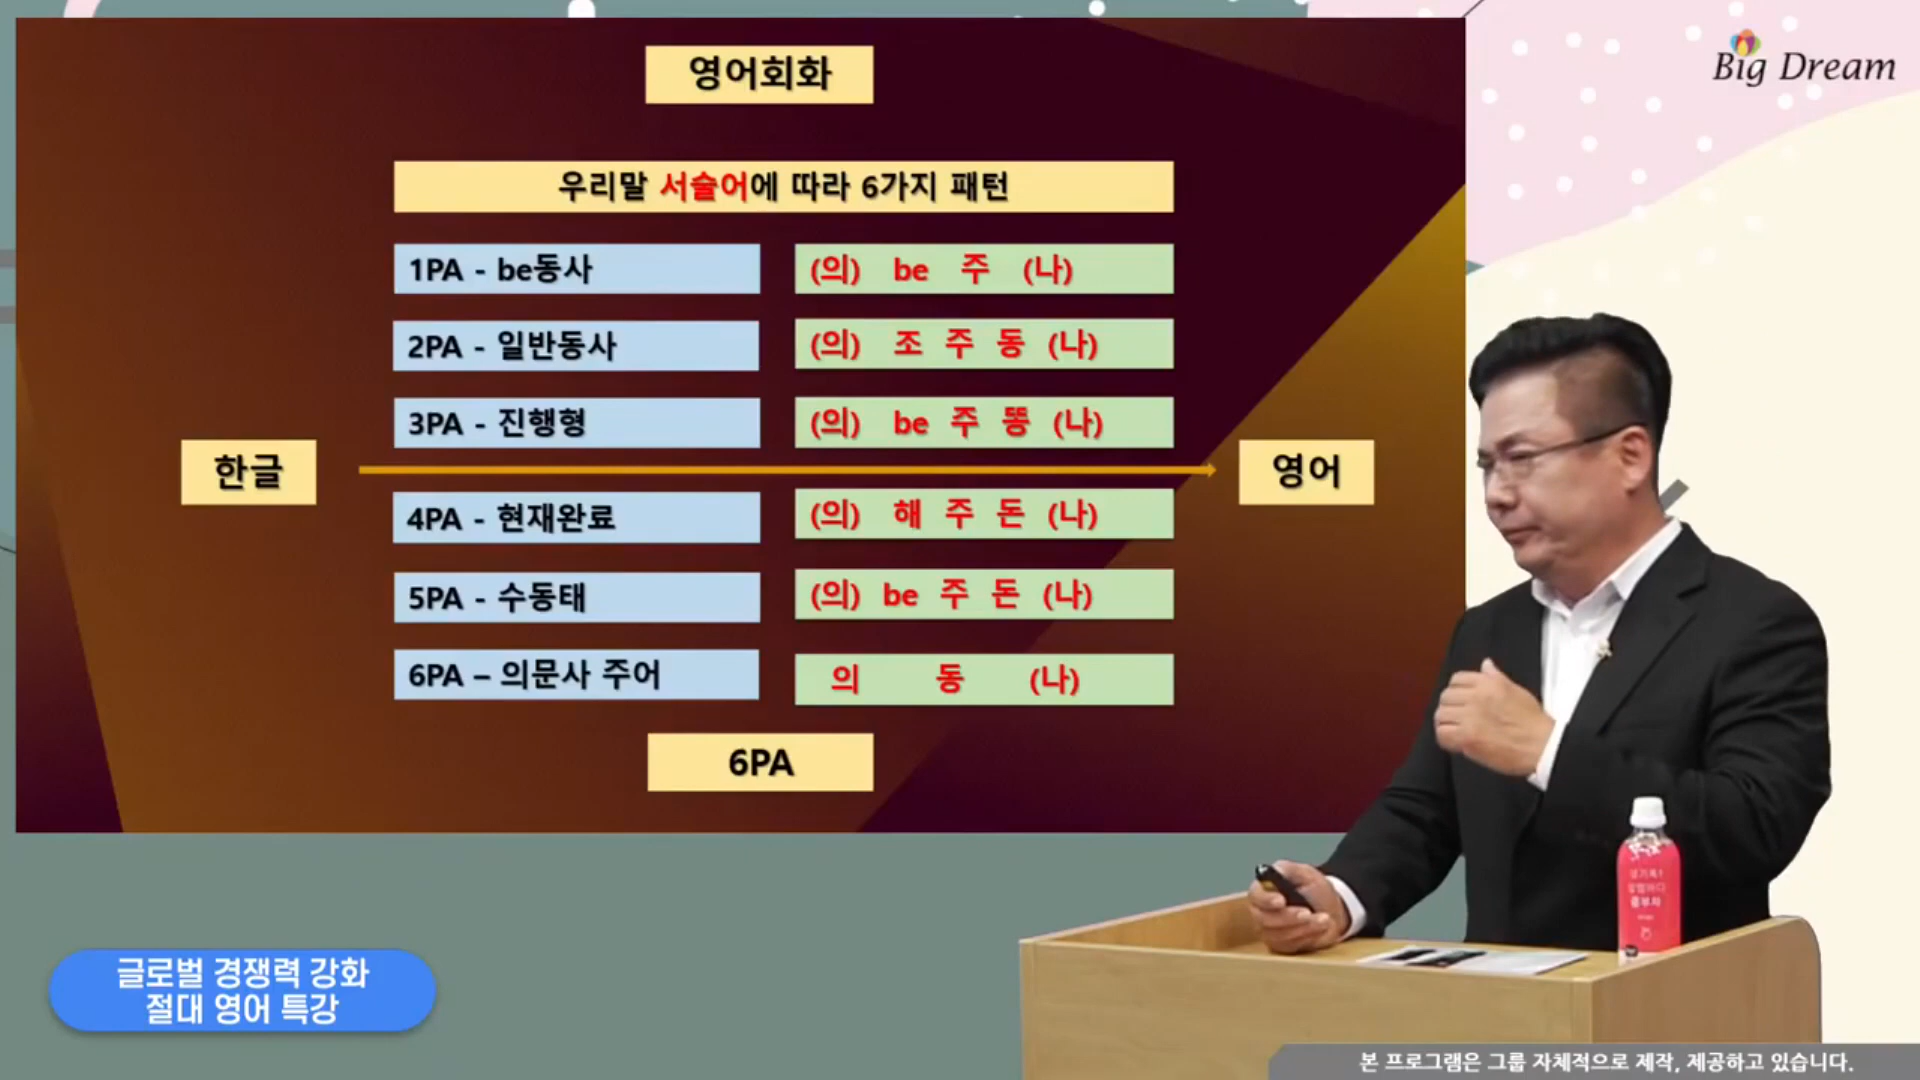 Big Dream
영어회화
우리말 서술어에 따라 6가지 패턴
1PA - be동사
(의) be 주 (나)
2PA - 일반동사
(의) 조 주 동 (나)
3PA - 진행형
(의) be 주 똥 (나)
한글
영어
4PA - 현재완료
(의) 해 주 돈 (나)
5PA - 수동태
(의) be 주 돈 (나)
6PA – 의문사 주어
의 동 (나)
6PA
글로벌 경쟁력 강화
절대 영어 특강
본 프로그램은 그룹 자체적으로 제작, 제공하고 있습니다.